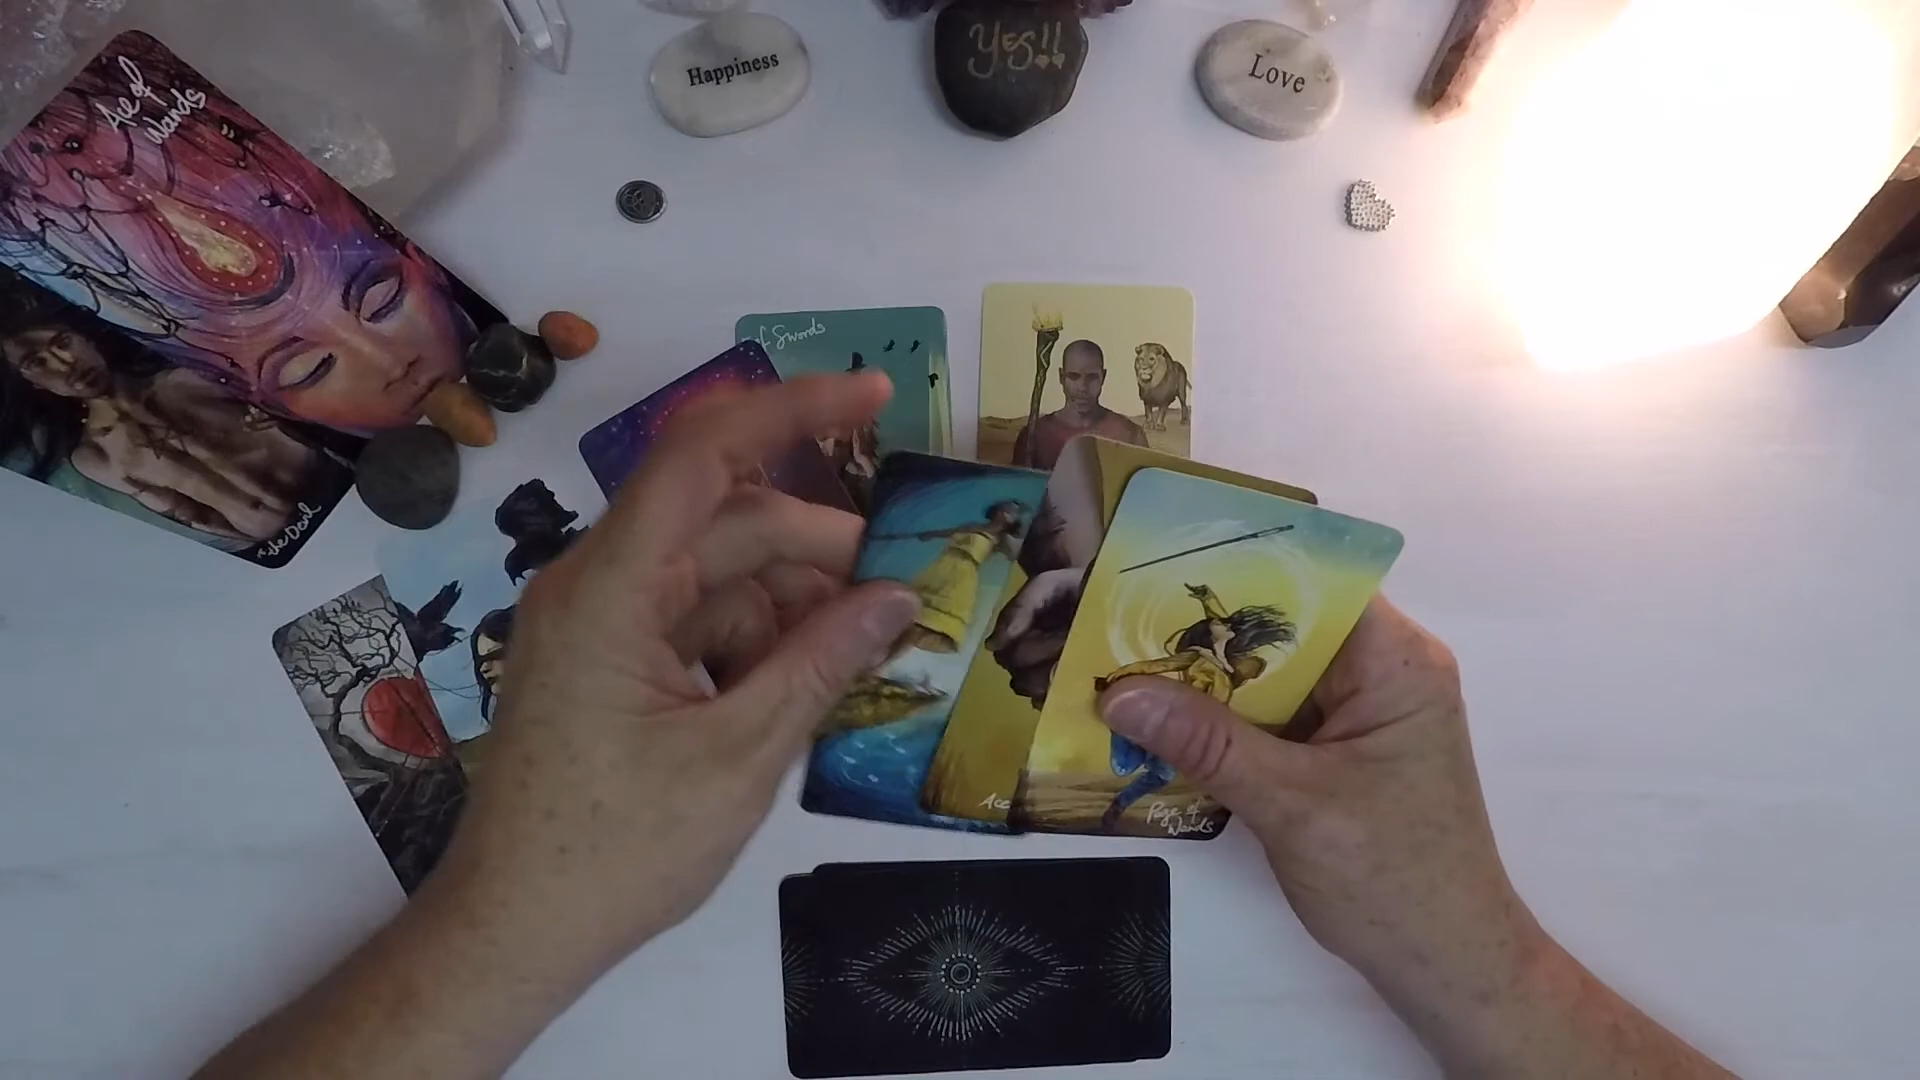 Ace of
Wands
Happiness
Yes!!
Love
of Swords
the Devil
Ace
Page of
Wands